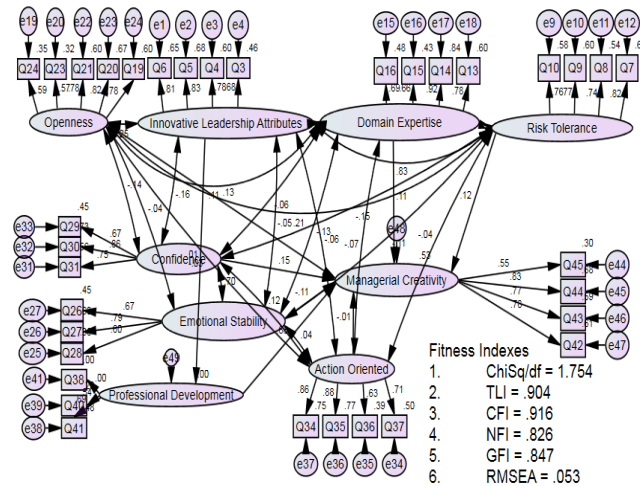 e19 e20 e22 e23 e24 e1 e2 e3 e4 e15 e16 e17 e18 e9 e10 e11 e12
.35 .32 .60 .67 .60 .65 .68 .60 .46 .48 .43 .84 .60 .58 .60 .54
Q24 Q23 Q21 Q20 Q19 Q6 Q5 Q4 Q3 Q16 Q15 Q14 Q13 Q10 Q9 Q8 Q7
.59 .5778 .82 .78 .81 .83 .7868 .69.66 .92 .78 .7677 .74 .82
Openness Innovative Leadership Attributes Domain Expertise Risk Tolerance
.83
-.14 -.16 .13 -.06 .11 .12
-.04 -.05 .21 -.15
.45 -.13 -.06 -.04
e33 Q29 .67 -.07 e48 .30
e32 Q30 Confidence .53 .55 Q45 e44
e31 Q31 .75 .15 Managerial Creativity .83 Q44 e45
.45 .70 .77 Q43 e46
e27 Q26 .67 .12 -.11 -.01 .76 Q42 e47
e26 Q27 .79 Emotional Stability
e25 Q28 .60 .04
e49 Action Oriented
e41 Q38 .00 .00 .86 .75 .88 .77 .63 .39 .71 .50
e39 Q40 Professional Development
e38 Q41
Q34 Q35 Q36 Q37
e37 e36 e35 e34
Fitness Indexes
1. ChiSq/df = 1.754
2. TLI = .904
3. CFI = .916
4. NFI = .826
5. GFI = .847
6. RMSEA = .053